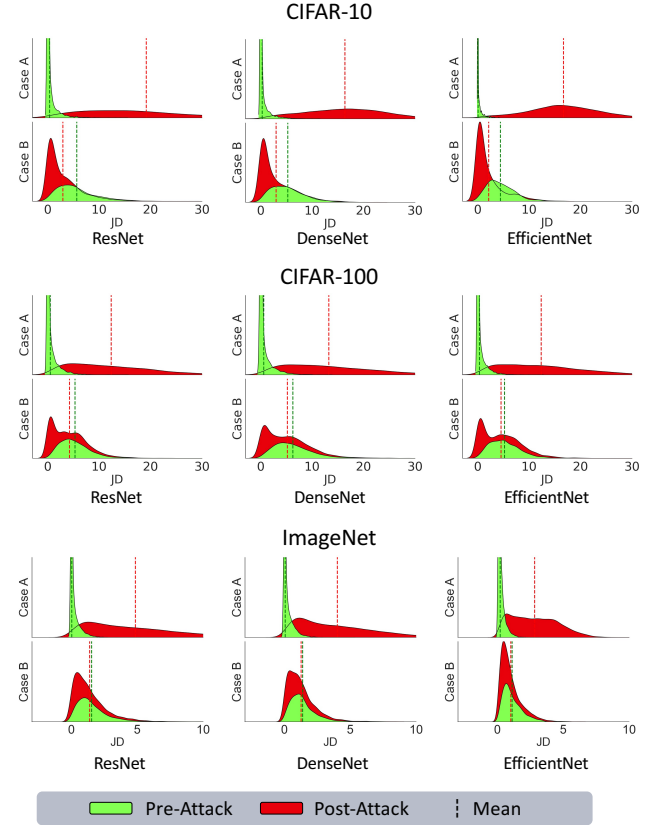 CIFAR-10
Case A
Case B
0 10 20 30
JD
ResNet
0 10 20 30
JD
DenseNet
Case A
Case B
0 10 20 30
JD
EfficientNet
CIFAR-100
Case A
Case B
0 10 20 30
JD
ResNet
Case A
Case B
0 10 20 30
JD
DenseNet
Case A
Case B
0 10 20 30
JD
EfficientNet
ImageNet
Case A
Case B
0 5 10
JD
ResNet
Case A
Case B
0 5 10
JD
DenseNet
Case A
Case B
0 5 10
JD
EfficientNet
Pre-Attack Post-Attack Mean